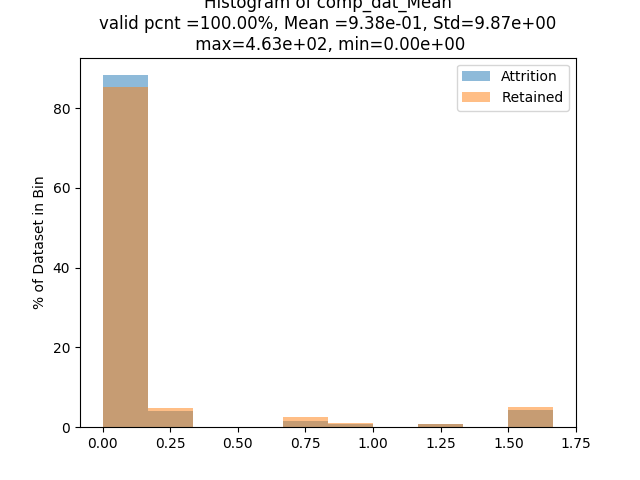 Histogram of comp_dat_Mean
valid pcnt =100.00%, Mean =9.38e-01, Std=9.87e+00
max=4.63e+02, min=0.00e+00
Attrition
Retained
% of Dataset in Bin
80
60
40
20
0
0.00 0.25 0.50 0.75 1.00 1.25 1.50 1.75